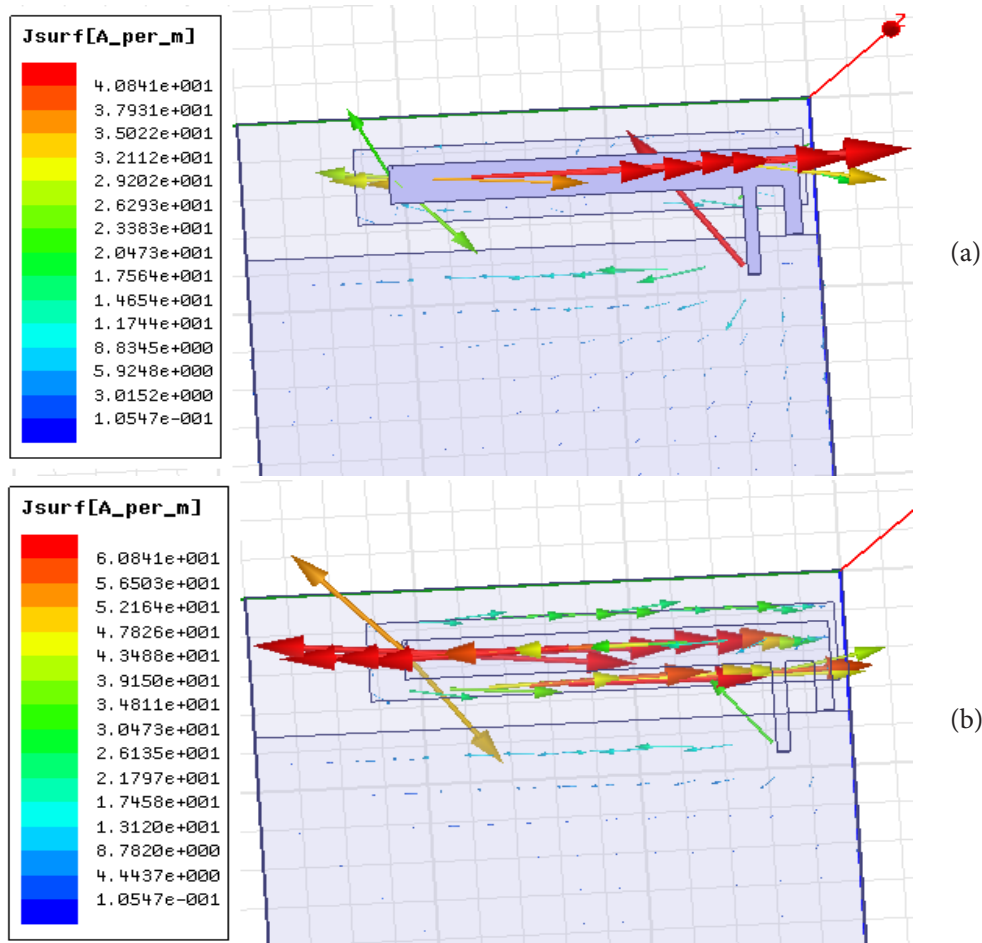 Jsurf[A_per_m]
4.0841e+001
3.7931e+001
3.5022e+001
3.2112e+001
2.9202e+001
2.6293e+001
2.3383e+001
2.0473e+001
1.7564e+001
1.4654e+001
1.1744e+001
8.8345e+000
5.9248e+000
3.0152e+000
1.0547e-001
Z
(a)
Jsurf[A_per_m]
6.0841e+001
5.6503e+001
5.2164e+001
4.7826e+001
4.3488e+001
3.9150e+001
3.4811e+001
3.0473e+001
2.6135e+001
2.1797e+001
1.7458e+001
1.3120e+001
8.7820e+000
4.4437e+000
1.0547e-001
(b)